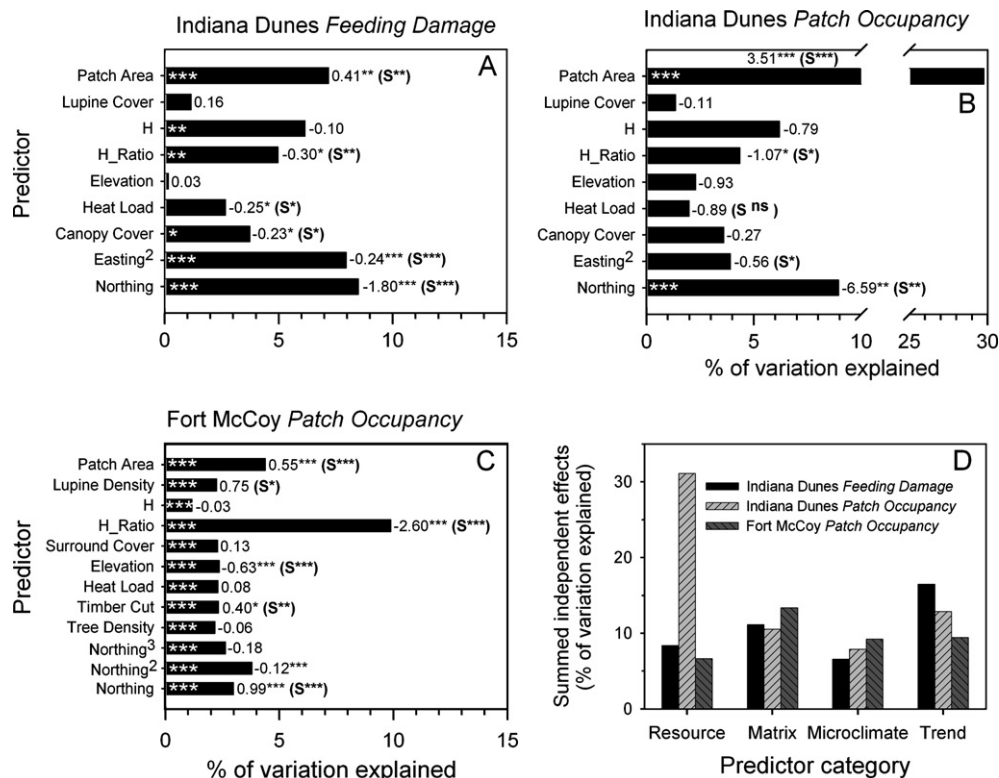 Indiana Dunes Feeding Damage
A
Predictor
Patch Area *** 0.41** (S**)
Lupine Cover 0.16
H ** -0.10
H_Ratio ** -0.30* (S**)
Elevation 0.03
Heat Load -0.25* (S*)
Canopy Cover * -0.23* (S*)
Easting² *** -0.24*** (S***)
Northing *** -1.80*** (S***)
0 5 10 15
Indiana Dunes Patch Occupancy
B
3.51*** (S***)
Patch Area ***
Lupine Cover -0.11
H -0.79
H_Ratio -1.07* (S*)
Elevation -0.93
Heat Load -0.89 (S ns )
Canopy Cover -0.27
Easting² -0.56 (S*)
Northing *** -6.59** (S**)
0 5 10 25 30
% of variation explained
Fort McCoy Patch Occupancy
C
Predictor
Patch Area *** 0.55*** (S***)
Lupine Density *** 0.75 (S*)
H *** -0.03
H_Ratio *** -2.60*** (S***)
Surround Cover *** 0.13
Elevation *** -0.63*** (S***)
Heat Load *** 0.08
Timber Cut *** 0.40* (S**)
Tree Density *** -0.06
Northing³ *** -0.18
Northing² *** -0.12***
Northing *** 0.99*** (S***)
0 5 10 15
% of variation explained
D
Summed independent effects
(% of variation explained)
30
20
10
0
Indiana Dunes Feeding Damage
Indiana Dunes Patch Occupancy
Fort McCoy Patch Occupancy
Resource Matrix Microclimate Trend
Predictor category